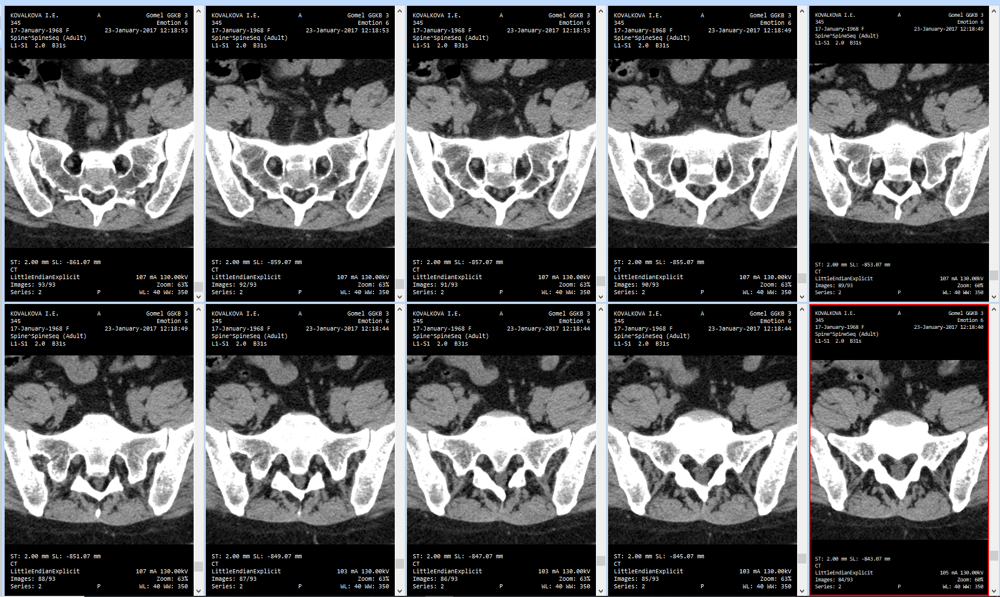 KOVALKOVA I.E. A Gomel GGKB 3
345 Emotion 6
17-January-1968 F 23-January-2017 12:18:53
Spine^SpineSeq (Adult)
L1-S1 2.0 B31s
R
ST: 2.00 mm SL: -861.07 mm
CT
LittleEndianExplicit 107 mA 130.00kV
Images: 93/93 Zoom: 63%
Series: 2 P WL: 40 WW: 350
KOVALKOVA I.E. A Gomel GGKB 3
345 Emotion 6
17-January-1968 F 23-January-2017 12:18:53
Spine^SpineSeq (Adult)
L1-S1 2.0 B31s
R
ST: 2.00 mm SL: -859.07 mm
CT
LittleEndianExplicit 107 mA 130.00kV
Images: 92/93 Zoom: 63%
Series: 2 P WL: 40 WW: 350
KOVALKOVA I.E. A Gomel GGKB 3
345 Emotion 6
17-January-1968 F 23-January-2017 12:18:53
Spine^SpineSeq (Adult)
L1-S1 2.0 B31s
R
ST: 2.00 mm SL: -857.07 mm
CT
LittleEndianExplicit 107 mA 130.00kV
Images: 91/93 Zoom: 63%
Series: 2 P WL: 40 WW: 350
KOVALKOVA I.E. A Gomel GGKB 3
345 Emotion 6
17-January-1968 F 23-January-2017 12:18:49
Spine^SpineSeq (Adult)
L1-S1 2.0 B31s
R
ST: 2.00 mm SL: -855.07 mm
CT
LittleEndianExplicit 107 mA 130.00kV
Images: 90/93 Zoom: 63%
Series: 2 P WL: 40 WW: 350
KOVALKOVA I.E. A Gomel GGKB 3
345 Emotion 6
17-January-1968 F 23-January-2017 12:18:49
Spine^SpineSeq (Adult)
L1-S1 2.0 B31s
R
ST: 2.00 mm SL: -853.07 mm
CT
LittleEndianExplicit 107 mA 130.00kV
Images: 89/93 Zoom: 60%
Series: 2 P WL: 40 WW: 350
KOVALKOVA I.E. A Gomel GGKB 3
345 Emotion 6
17-January-1968 F 23-January-2017 12:18:49
Spine^SpineSeq (Adult)
L1-S1 2.0 B31s
R
ST: 2.00 mm SL: -851.07 mm
CT
LittleEndianExplicit 107 mA 130.00kV
Images: 88/93 Zoom: 63%
Series: 2 P WL: 40 WW: 350
KOVALKOVA I.E. A Gomel GGKB 3
345 Emotion 6
17-January-1968 F 23-January-2017 12:18:44
Spine^SpineSeq (Adult)
L1-S1 2.0 B31s
R
ST: 2.00 mm SL: -849.07 mm
CT
LittleEndianExplicit 103 mA 130.00kV
Images: 87/93 Zoom: 63%
Series: 2 P WL: 40 WW: 350
KOVALKOVA I.E. A Gomel GGKB 3
345 Emotion 6
17-January-1968 F 23-January-2017 12:18:44
Spine^SpineSeq (Adult)
L1-S1 2.0 B31s
ST: 2.00 mm SL: -847.07 mm
CT
LittleEndianExplicit 103 mA 130.00kV
Images: 86/93 Zoom: 63%
Series: 2 P WL: 40 WW: 350
KOVALKOVA I.E. A Gomel GGKB 3
345 Emotion 6
17-January-1968 F 23-January-2017 12:18:44
Spine^SpineSeq (Adult)
L1-S1 2.0 B31s
ST: 2.00 mm SL: -845.07 mm
CT
LittleEndianExplicit 103 mA 130.00kV
Images: 85/93 Zoom: 63%
Series: 2 P WL: 40 WW: 350
KOVALKOVA I.E. A Gomel GGKB 3
345 Emotion 6
17-January-1968 F 23-January-2017 12:18:40
Spine^SpineSeq (Adult)
L1-S1 2.0 B31s
ST: 2.00 mm SL: -843.07 mm
CT
LittleEndianExplicit 105 mA 130.00kV
Images: 84/93 Zoom: 60%
Series: 2 P WL: 40 WW: 350